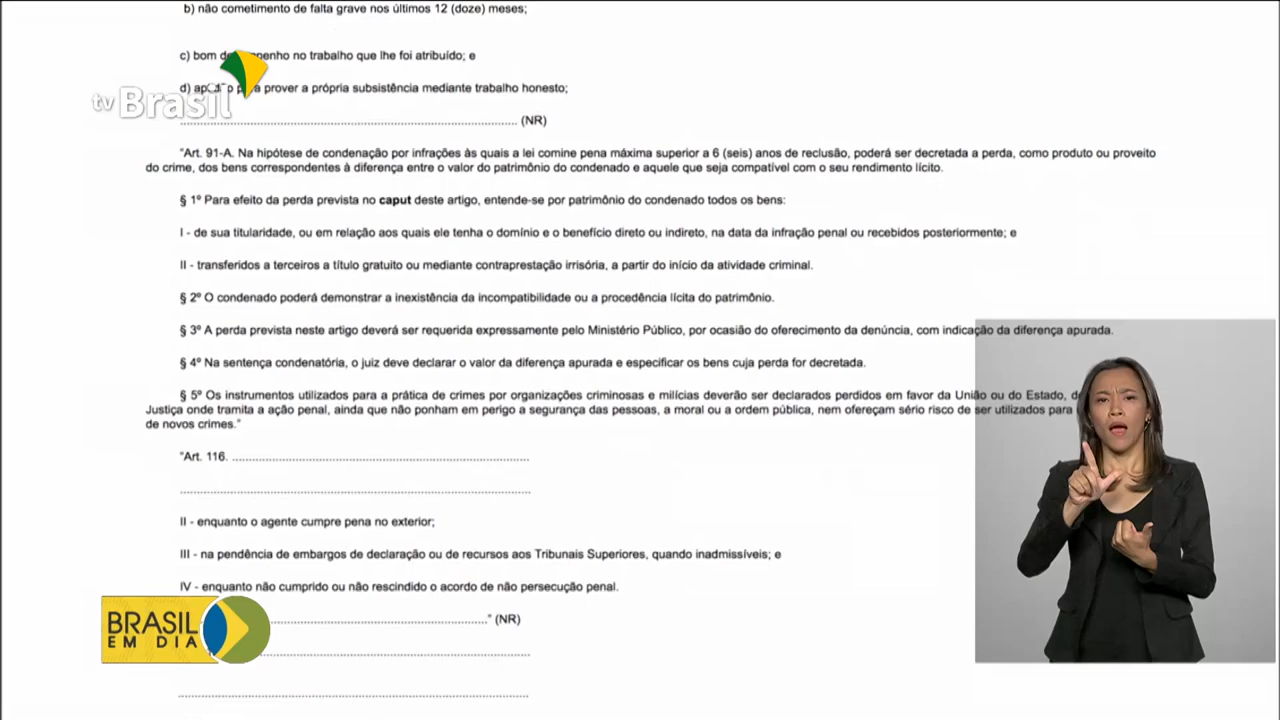 b) não cometimento de falta grave nos últimos 12 (doze) meses;
c) bom no trabalho que lhe foi atribuído; e
d) prover a própria subsistência mediante trabalho honesto;
tv Brasil
........................................................................ (NR)
"Art. 91-A. Na hipótese de condenação por infrações às quais a lei comine pena máxima superior a 6 (seis) anos de reclusão, poderá ser decretada a perda, como produto ou proveito
do crime, dos bens correspondentes à diferença entre o valor do patrimônio do condenado e aquele que seja compatível com o seu rendimento lícito.
§ 1º Para efeito da perda prevista no caput deste artigo, entende-se por patrimônio do condenado todos os bens:
I - de sua titularidade, ou em relação aos quais ele tenha o domínio e o benefício direto ou indireto, na data da infração penal ou recebidos posteriormente; e
II - transferidos a terceiros a título gratuito ou mediante contraprestação irrisória, a partir do início da atividade criminal.
§ 2º O condenado poderá demonstrar a inexistência da incompatibilidade ou a procedência lícita do patrimônio.
§ 3º A perda prevista neste artigo deverá ser requerida expressamente pelo Ministério Público, por ocasião do oferecimento da denúncia, com indicação da diferença apurada.
§ 4º Na sentença condenatória, o juiz deve declarar o valor da diferença apurada e especificar os bens cuja perda for decretada.
§ 5º Os instrumentos utilizados para a prática de crimes por organizações criminosas e milícias deverão ser declarados perdidos em favor da União ou do Estado,
Justiça onde tramita a ação penal, ainda que não ponham em perigo a segurança das pessoas, a moral ou a ordem pública, nem ofereçam sério risco de ser utilizados para
de novos crimes."
"Art. 116. ...............................................................
........................................................................
II - enquanto o agente cumpre pena no exterior;
III - na pendência de embargos de declaração ou de recursos aos Tribunais Superiores, quando inadmissíveis; e
IV - enquanto não cumprido ou não rescindido o acordo de não persecução penal.
.............................................." (NR)
........................................................................
........................................................................
BRASIL
EM DIA